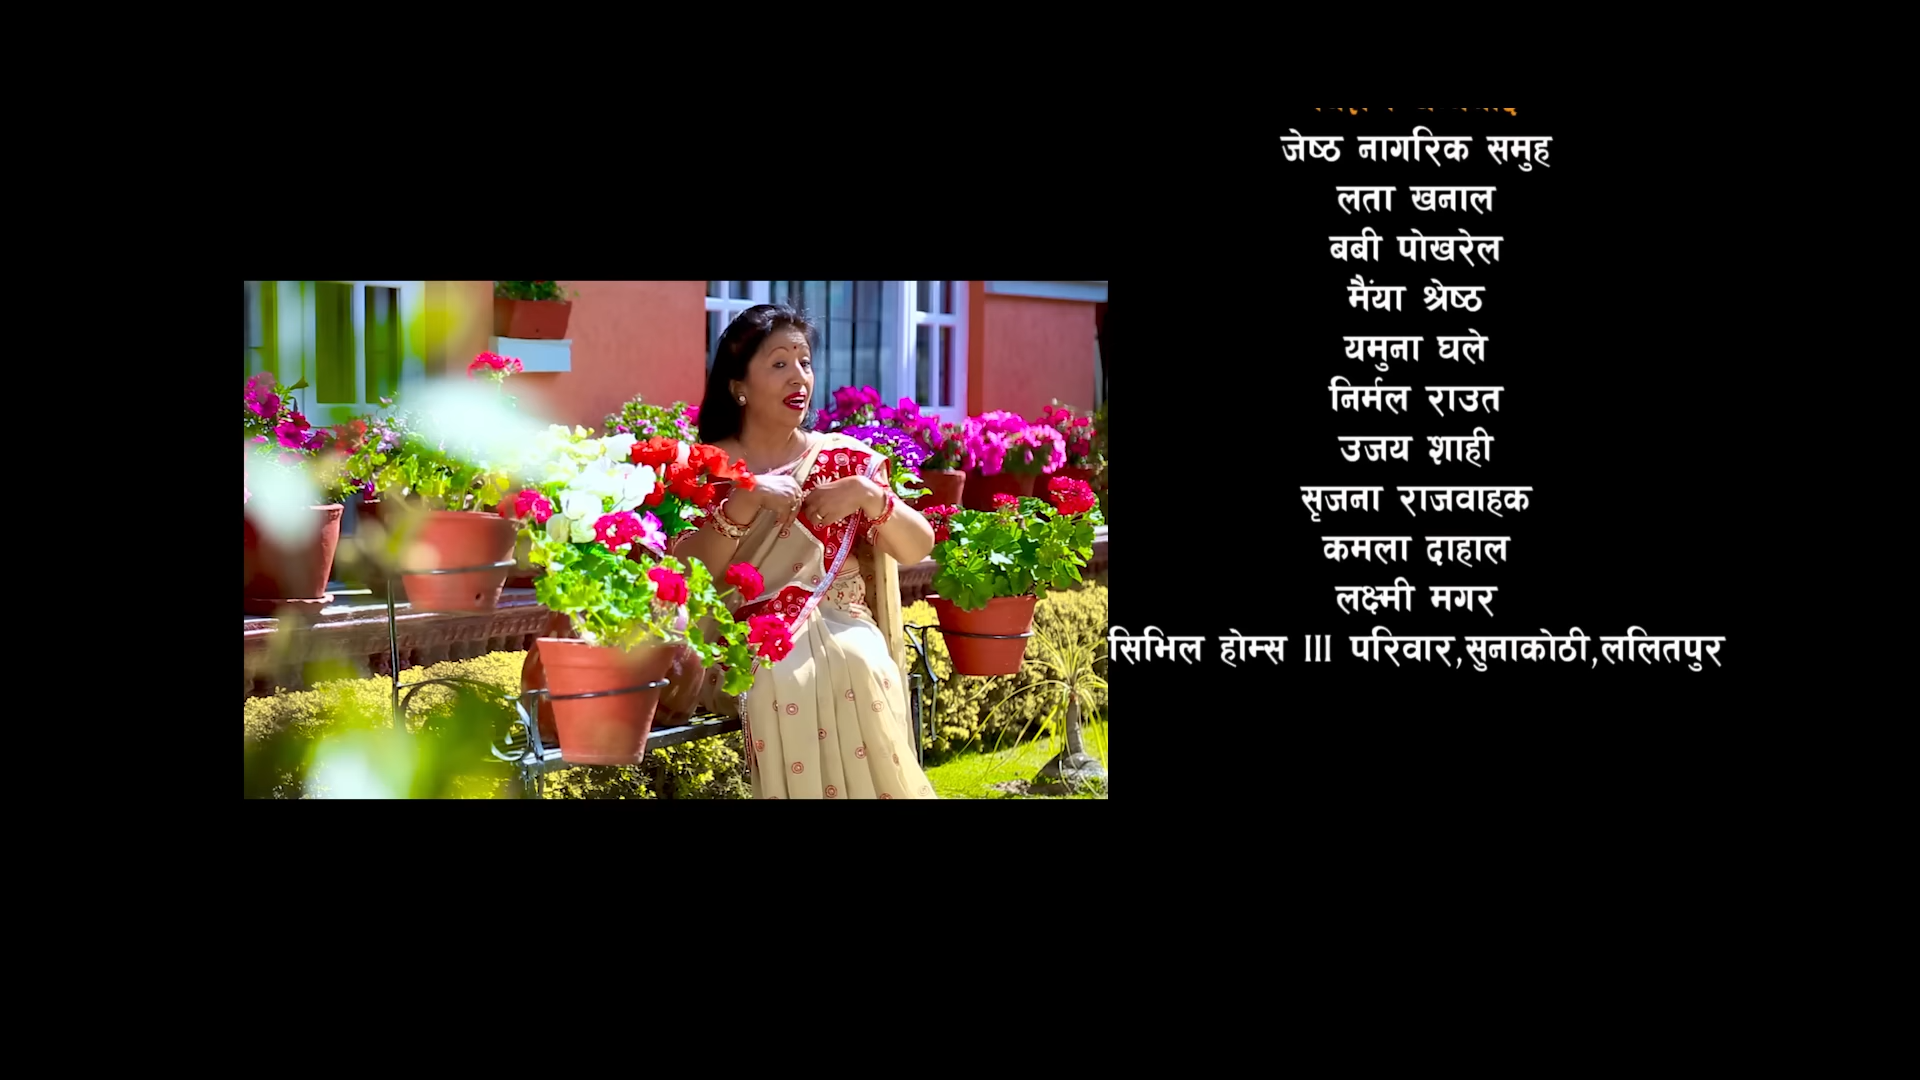 जेष्ठ नागरिक समुह
लता खनाल
बबी पोखरेल
मैंया श्रेष्ठ
यमुना घले
निर्मल राउत
उजय शाही
सृजना राजवाहक
कमला दाहाल
लक्ष्मी मगर
सिभिल होम्स III परिवार,सुनाकोठी,ललितपुर